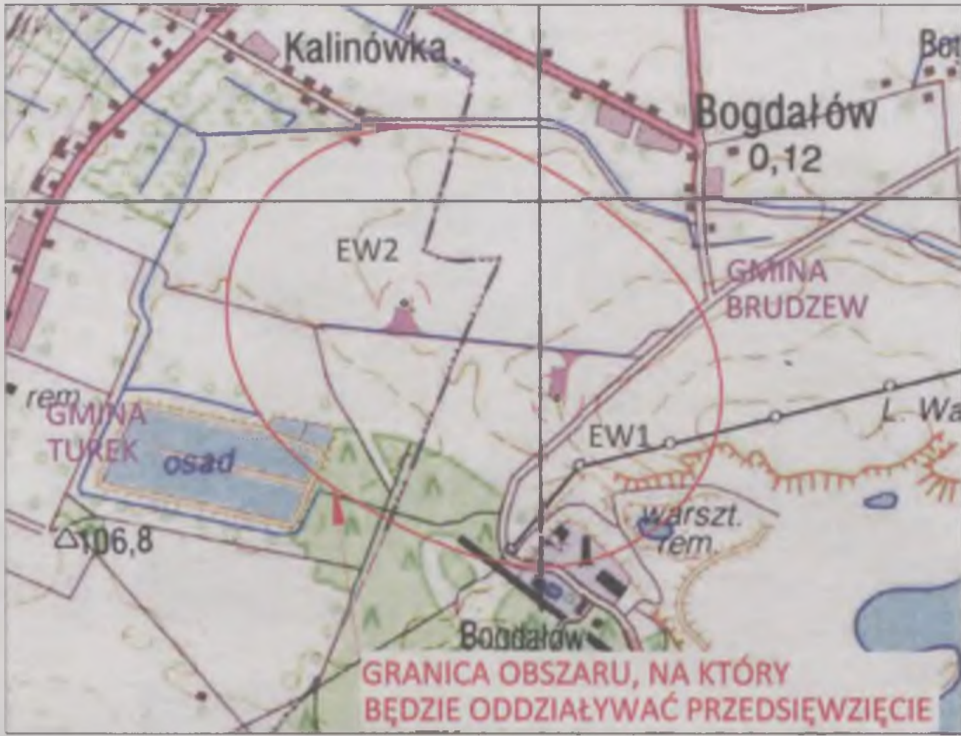 Kalinówka
Bogdałów
0,12
EW2
GMINA
BRUDZEW
rem.
GMINA
TUREK
osad
EW1
L. Wa
106,8
warszt.
rem.
Bogdałów
GRANICA OBSZARU, NA KTÓRY
BĘDZIE ODDZIAŁYWAĆ PRZEDSIĘWZIĘCIE